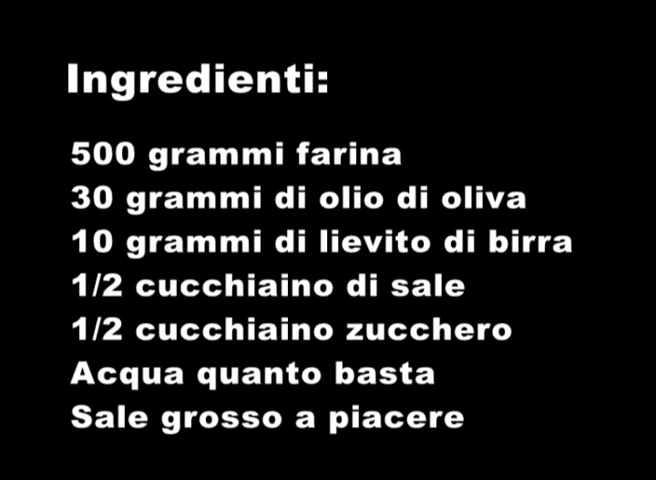 Ingredienti:
500 grammi farina
30 grammi di olio di oliva
10 grammi di lievito di birra
1/2 cucchiaino di sale
1/2 cucchiaino zucchero
Acqua quanto basta
Sale grosso a piacere